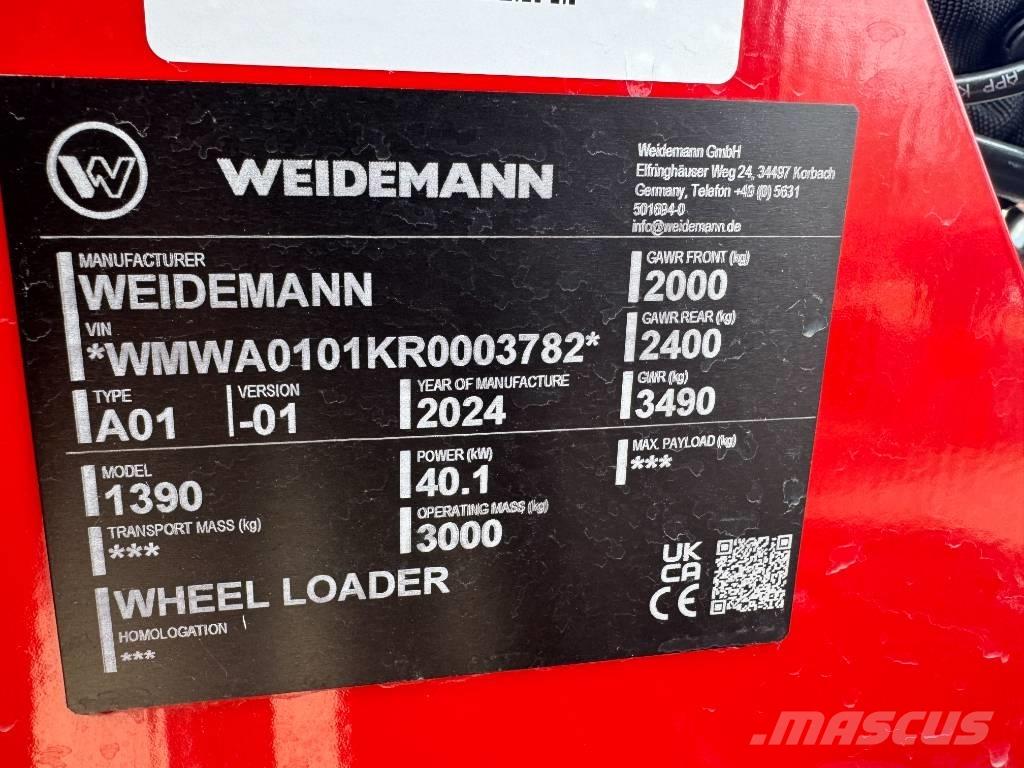 WEIDEMANN
Weidemann GmbH
Elfringhäuser Weg 24, 34497 Korbach
Germany, Telefon +49 (0) 5631
501694-0
info@weidemann.de
MANUFACTURER
WEIDEMANN
VIN
*WMWA0101KR0003782*
TYPE
A01
VERSION
-01
YEAR OF MANUFACTURE
2024
GAWR FRONT (kg)
2000
GAWR REAR (kg)
2400
GWR (kg)
3490
MODEL
1390
POWER (kW)
40.1
MAX. PAYLOAD (kg)
***
TRANSPORT MASS (kg)
***
OPERATING MASS (kg)
3000
WHEEL LOADER
HOMOLOGATION
***
UK
CA
CE
APP K
MASCUS